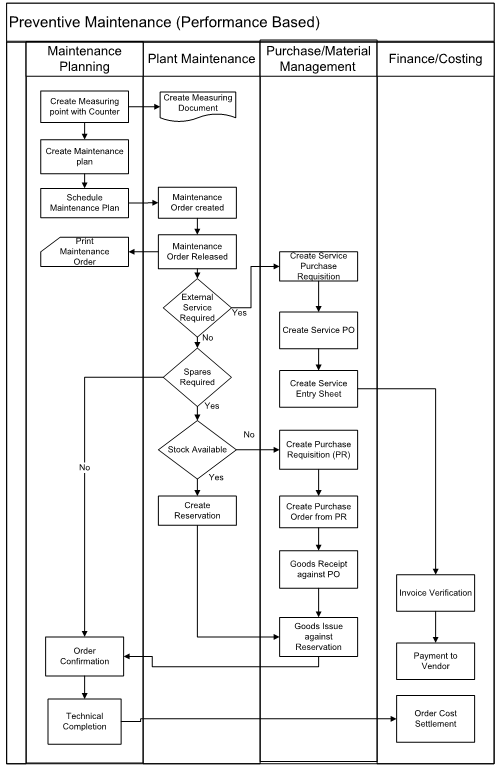 Preventive Maintenance (Performance Based)
Maintenance
Planning
Plant Maintenance
Purchase/Material
Management
Finance/Costing
Create Measuring
point with Counter
Create Measuring
Document
Create Maintenance
plan
Schedule
Maintenance Plan
Maintenance
Order created
Print
Maintenance
Order
Maintenance
Order Released
Create Service
Purchase
Requisition
External
Service
Required
Yes
No
Create Service PO
Spares
Required
Create Service
Entry Sheet
Yes
No
Stock Available
No
Create Purchase
Requisition (PR)
Yes
Create
Reservation
Create Purchase
Order from PR
Goods Receipt
against PO
Invoice Verification
Goods Issue
against
Reservation
Order
Confirmation
Payment to
Vendor
Technical
Completion
Order Cost
Settlement